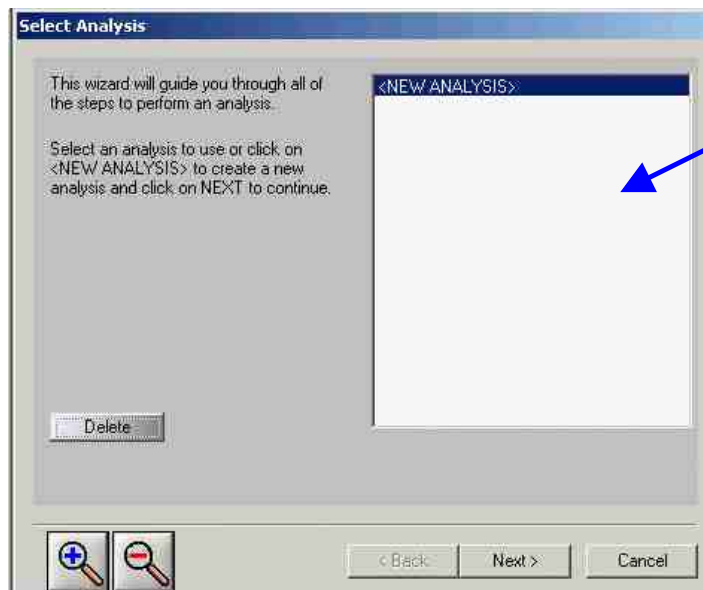 Select Analysis
This wizard will guide you through all of
the steps to perform an analysis.
Select an analysis to use or click on
<NEW ANALYSIS> to create a new
analysis and click on NEXT to continue.
<NEW ANALYSIS>
Delete
< Back
Next >
Cancel